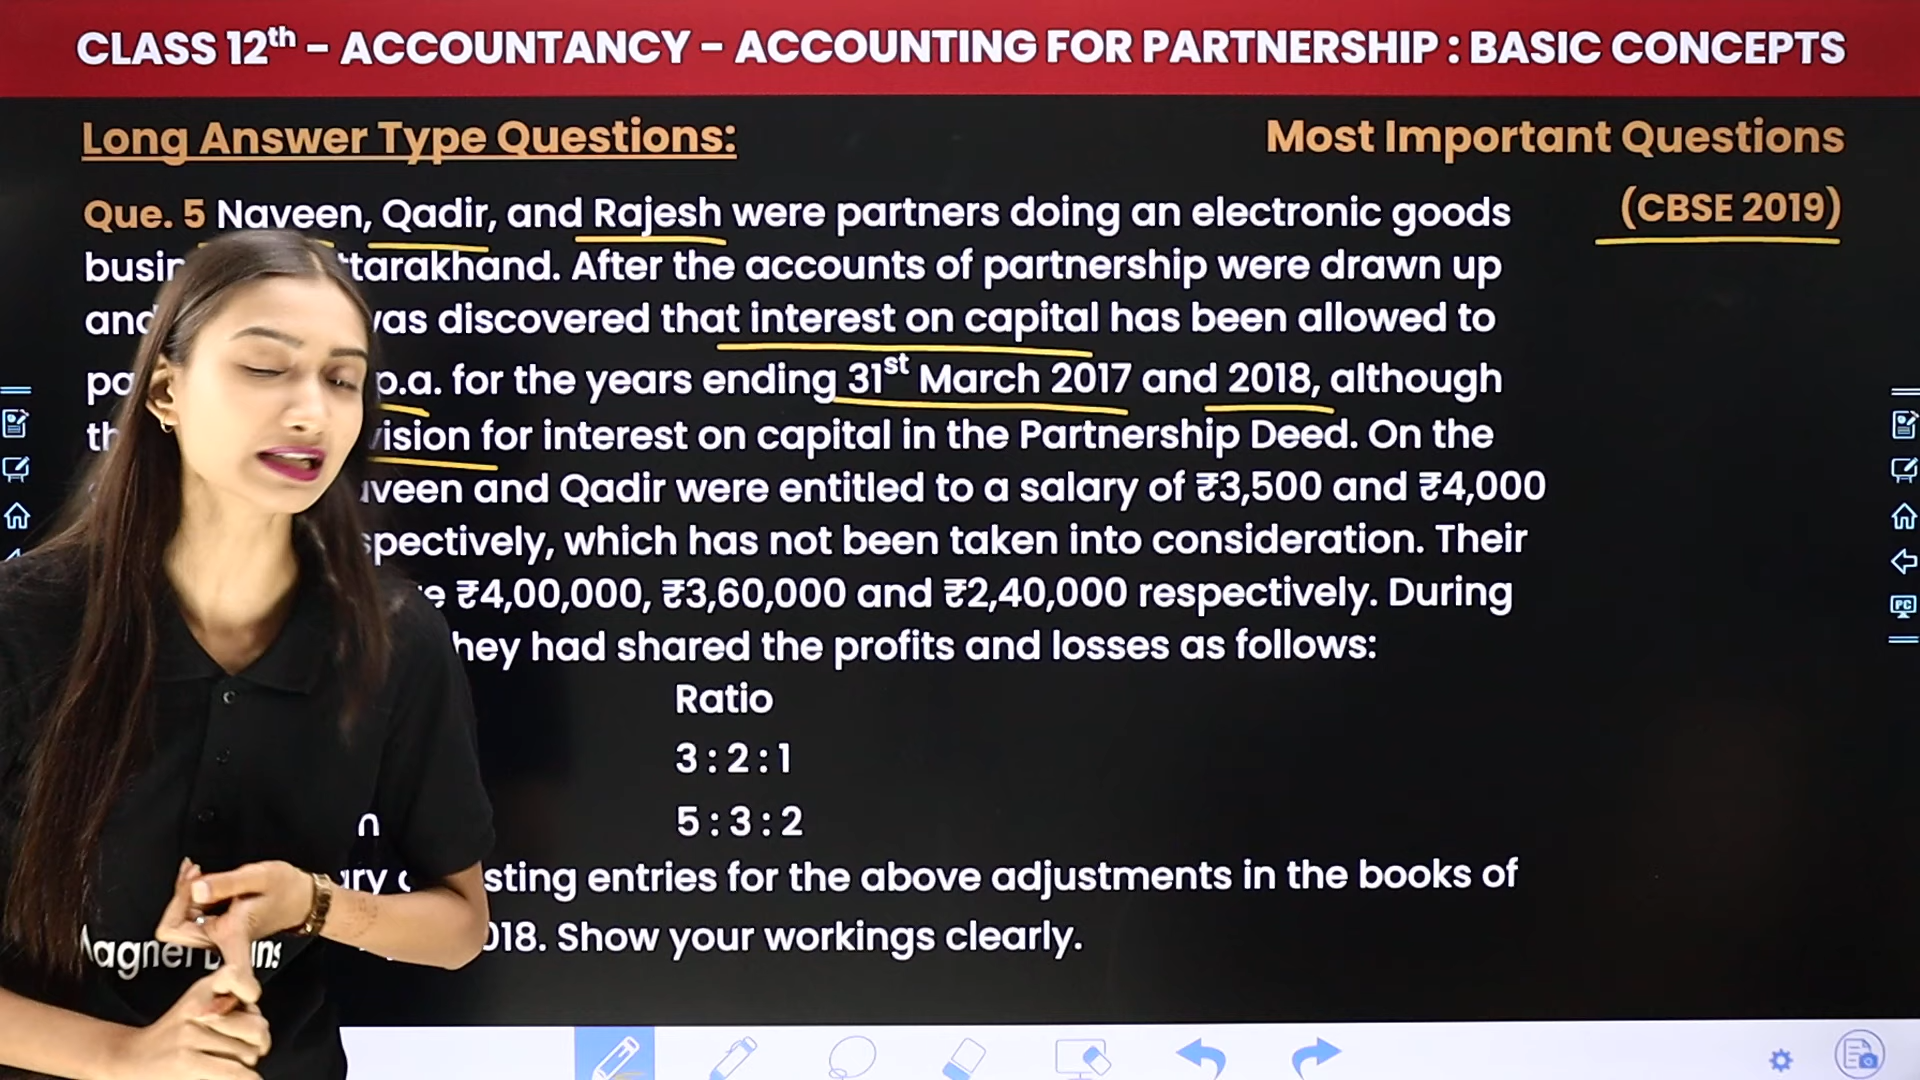 CLASS 12th – ACCOUNTANCY – ACCOUNTING FOR PARTNERSHIP : BASIC CONCEPTS
Long Answer Type Questions:
Most Important Questions
Que. 5 Naveen, Qadir, and Rajesh were partners doing an electronic goods
(CBSE 2019)
ttarakhand. After the accounts of partnership were drawn up
was discovered that interest on capital has been allowed to
p.a. for the years ending 31st March 2017 and 2018, although
vision for interest on capital in the Partnership Deed. On the
aveen and Qadir were entitled to a salary of ₹3,500 and ₹4,000
spectively, which has not been taken into consideration. Their
₹4,00,000, ₹3,60,000 and ₹2,40,000 respectively. During
hey had shared the profits and losses as follows:
Ratio
3 : 2 : 1
5 : 3 : 2
sting entries for the above adjustments in the books of
018. Show your workings clearly.
PC